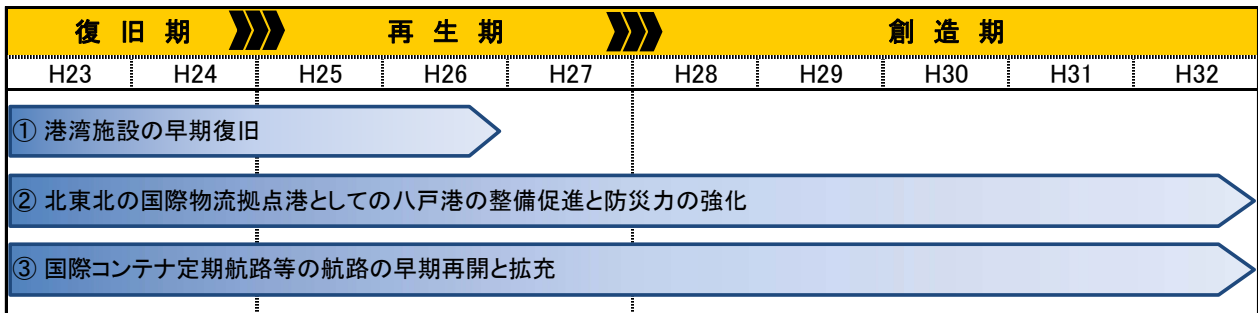 復 旧 期 再 生 期 創 造 期
H23 H24 H25 H26 H27 H28 H29 H30 H31 H32
① 港湾施設の早期復旧
② 北東北の国際物流拠点港としての八戸港の整備促進と防災力の強化
③ 国際コンテナ定期航路等の航路の早期再開と拡充